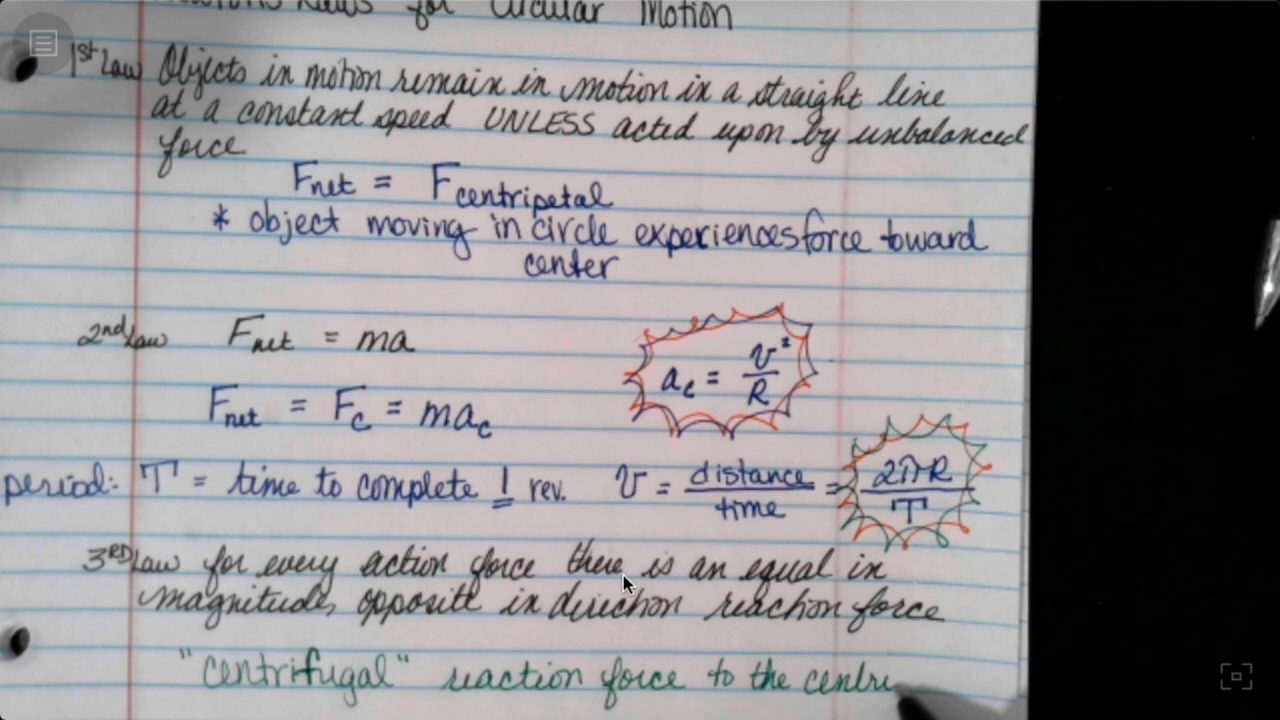 Newtons Laws for Circular Motion
1st Law Objects in motion remain in motion in a straight line
at a constant speed UNLESS acted upon by unbalanced
force
Fnet = Fcentripetal
* object moving in circle experiences force toward
center
2nd Law Fnet = ma
ac = v²/R
Fnet = Fc = mac
period: T = time to complete 1 rev. v = distance/time = 2πR/T
3RD Law for every action force there is an equal in
magnitude, opposite in direction reaction force
"centrifugal" reaction force to the centri